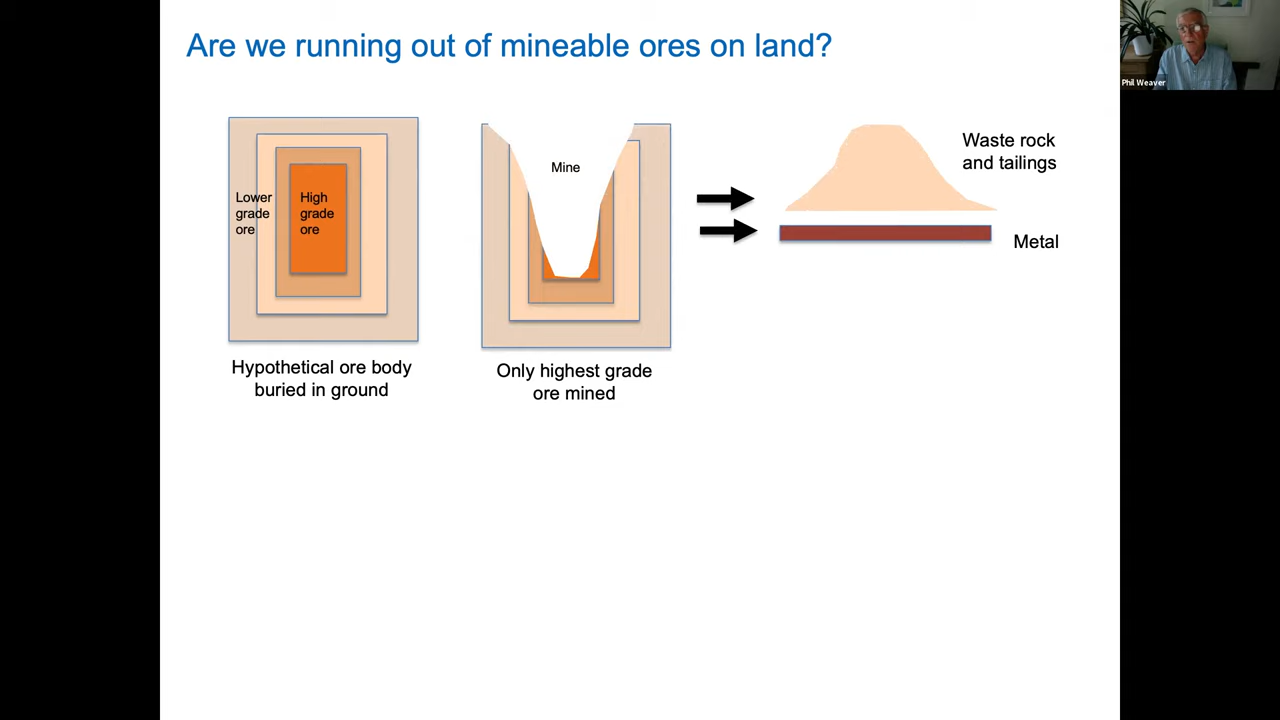 Are we running out of mineable ores on land?
Phil Weaver
Lower
grade
ore
High
grade
ore
Mine
Waste rock
and tailings
Metal
Hypothetical ore body
buried in ground
Only highest grade
ore mined